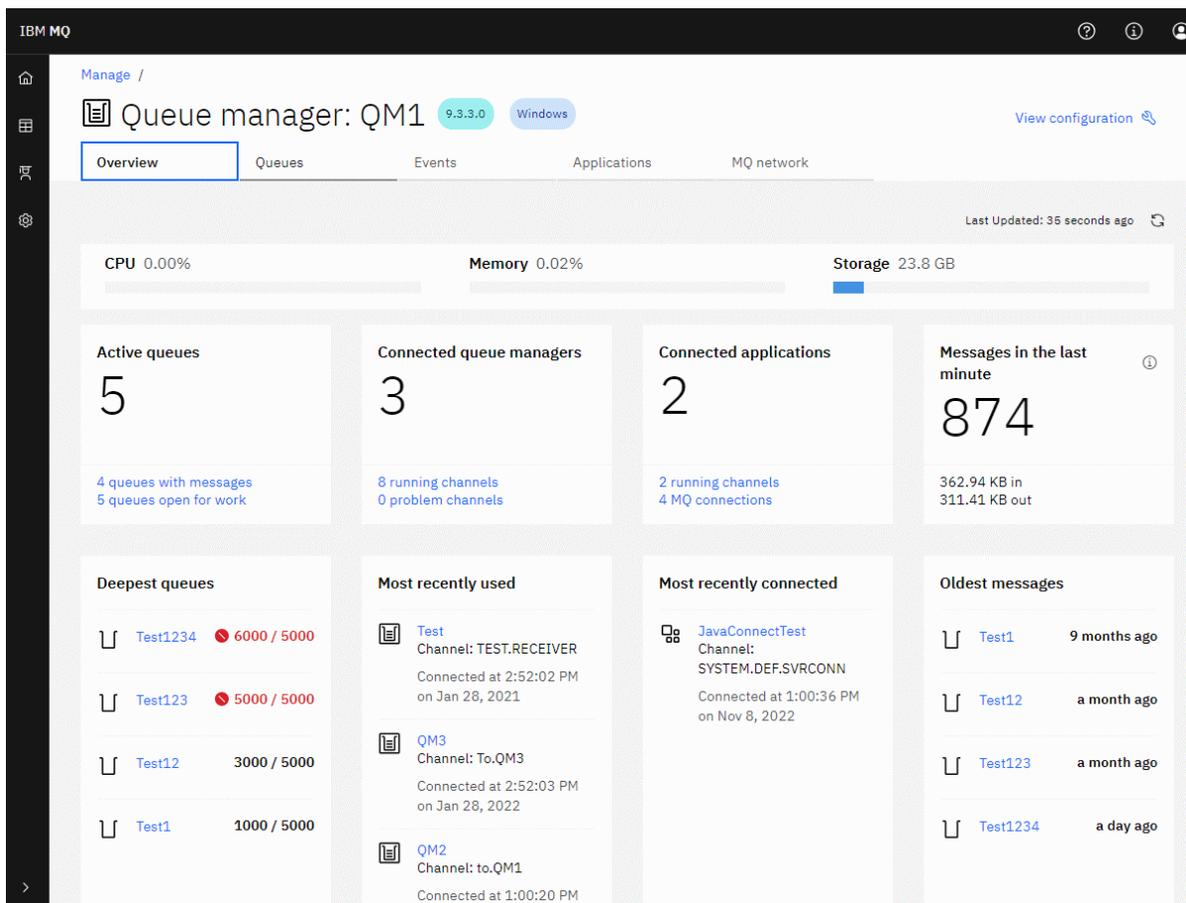 IBM MQ
Manage /
Queue manager: QM1 9.3.3.0 Windows
View configuration
Overview Queues Events Applications MQ network
Last Updated: 35 seconds ago
CPU 0.00% Memory 0.02% Storage 23.8 GB
Active queues
5
4 queues with messages
5 queues open for work
Connected queue managers
3
8 running channels
0 problem channels
Connected applications
2
2 running channels
4 MQ connections
Messages in the last
minute
874
362.94 KB in
311.41 KB out
Deepest queues
Test1234 6000 / 5000
Test123 5000 / 5000
Test12 3000 / 5000
Test1 1000 / 5000
Most recently used
Test
Channel: TEST.RECEIVER
Connected at 2:52:02 PM
on Jan 28, 2021
QM3
Channel: To.QM3
Connected at 2:52:03 PM
on Jan 28, 2022
QM2
Channel: to.QM1
Connected at 1:00:20 PM
Most recently connected
JavaConnectTest
Channel:
SYSTEM.DEF.SVRCONN
Connected at 1:00:36 PM
on Nov 8, 2022
Oldest messages
Test1 9 months ago
Test12 a month ago
Test123 a month ago
Test1234 a day ago